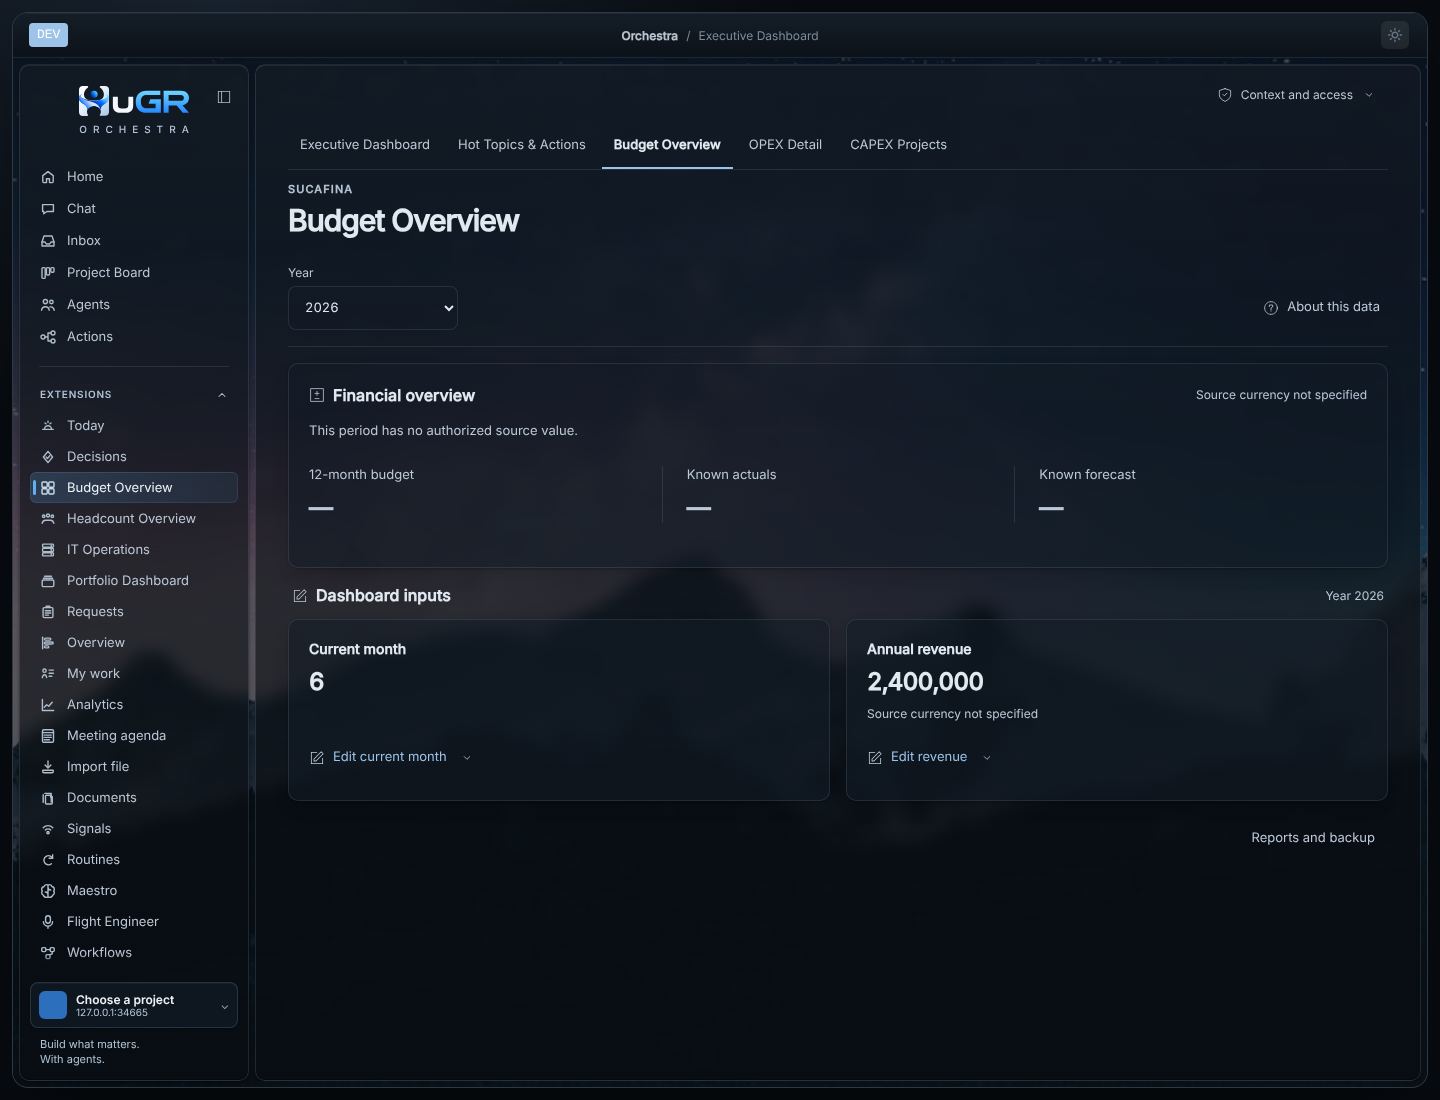 DEV
Orchestra / Executive Dashboard
HuGR
ORCHESTRA
Home
Chat
Inbox
Project Board
Agents
Actions
EXTENSIONS
Today
Decisions
Budget Overview
Headcount Overview
IT Operations
Portfolio Dashboard
Requests
Overview
My work
Analytics
Meeting agenda
Import file
Documents
Signals
Routines
Maestro
Flight Engineer
Workflows
Choose a project
127.0.0.1:34665
Build what matters.
With agents.
Context and access
Executive Dashboard Hot Topics & Actions Budget Overview OPEX Detail CAPEX Projects
SUCAFINA
Budget Overview
Year
2026
About this data
Financial overview
Source currency not specified
This period has no authorized source value.
12-month budget Known actuals Known forecast
— — —
Dashboard inputs
Year 2026
Current month
6
Edit current month
Annual revenue
2,400,000
Source currency not specified
Edit revenue
Reports and backup